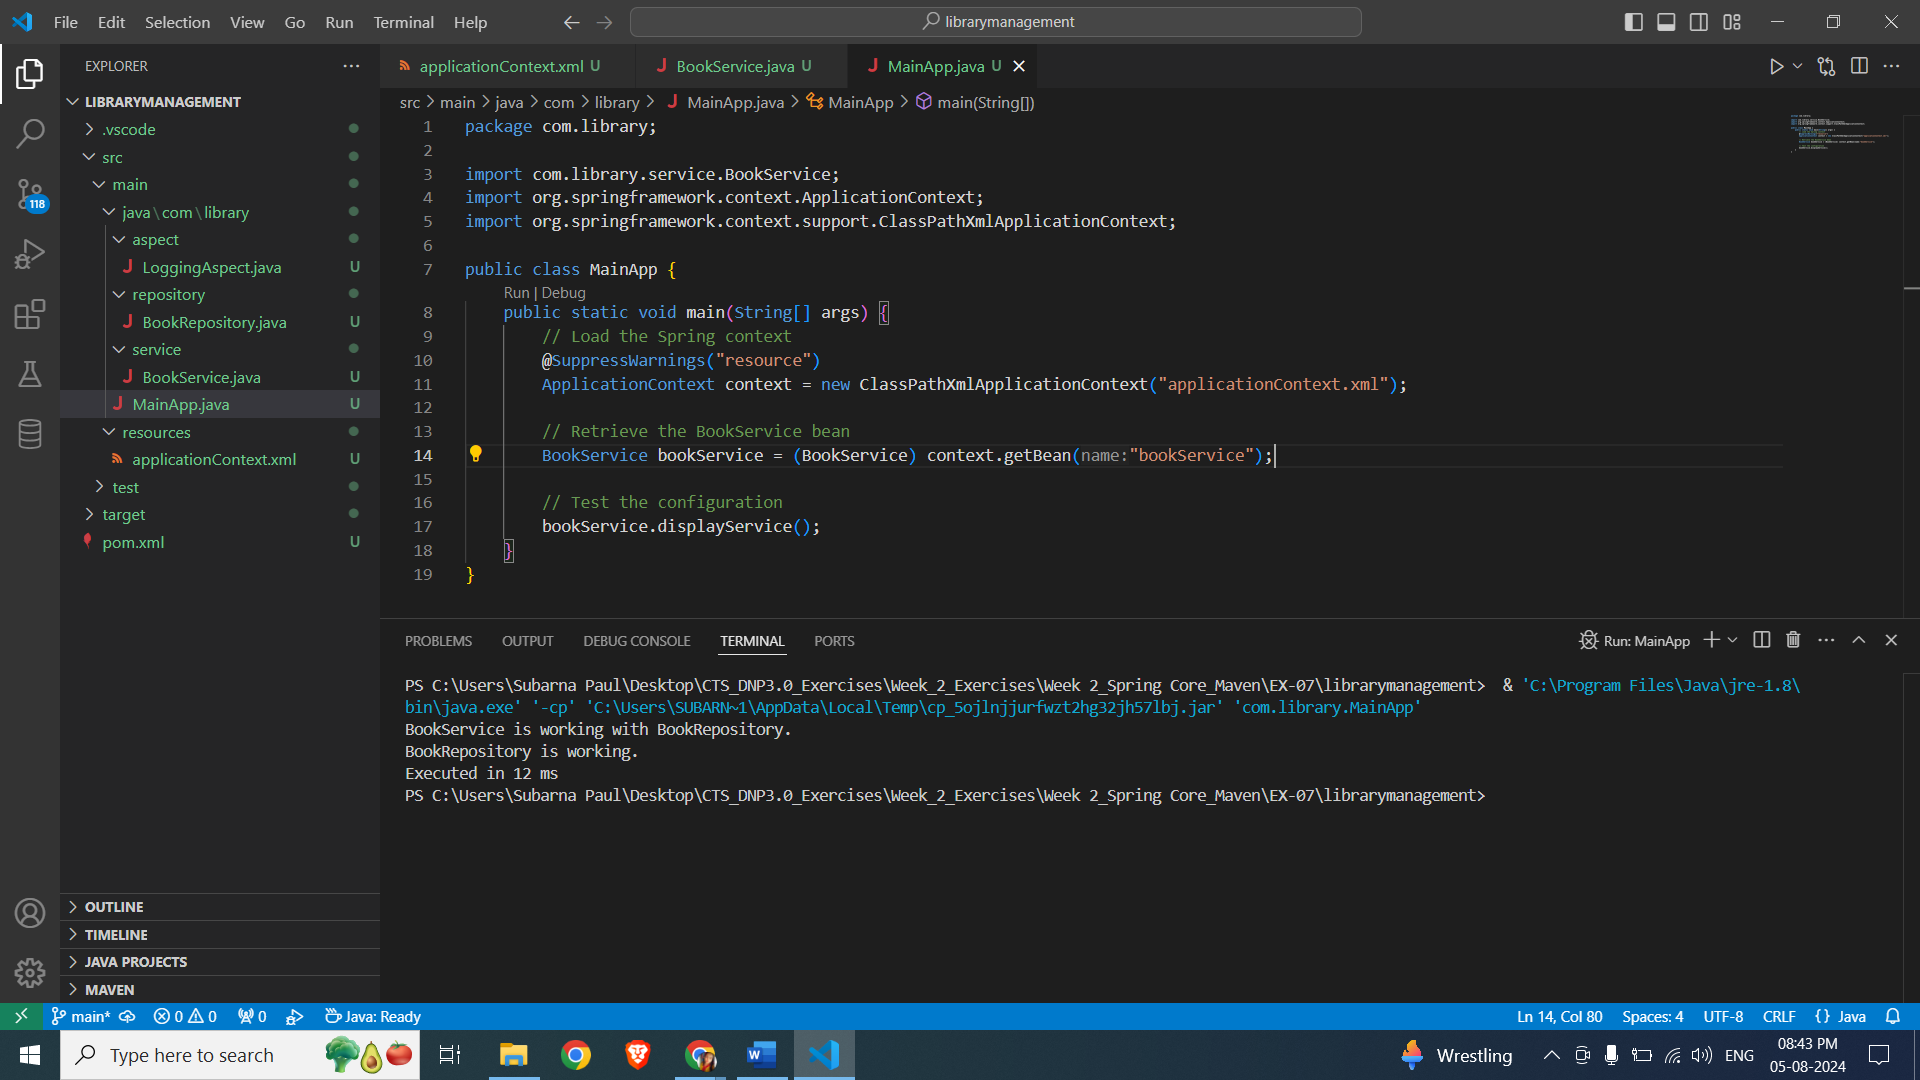 File Edit Selection View Go Run Terminal Help
librarymanagement
EXPLORER
LIBRARYMANAGEMENT
.vscode
src
main
java\com\library
aspect
LoggingAspect.java U
repository
BookRepository.java U
service
BookService.java U
MainApp.java U
resources
applicationContext.xml U
test
target
pom.xml U
118
OUTLINE
TIMELINE
JAVA PROJECTS
MAVEN
applicationContext.xml U BookService.java U MainApp.java U
src > main > java > com > library > MainApp.java > MainApp > main(String[])
1 package com.library;
2
3 import com.library.service.BookService;
4 import org.springframework.context.ApplicationContext;
5 import org.springframework.context.support.ClassPathXmlApplicationContext;
6
7 public class MainApp {
Run | Debug
8 public static void main(String[] args) {
9 // Load the Spring context
10 @SuppressWarnings("resource")
11 ApplicationContext context = new ClassPathXmlApplicationContext("applicationContext.xml");
12
13 // Retrieve the BookService bean
14 BookService bookService = (BookService) context.getBean(name:"bookService");
15
16 // Test the configuration
17 bookService.displayService();
18 }
19 }
PROBLEMS OUTPUT DEBUG CONSOLE TERMINAL PORTS
Run: MainApp
PS C:\Users\Subarna Paul\Desktop\CTS_DNP3.0_Exercises\Week_2_Exercises\Week 2_Spring Core_Maven\EX-07\librarymanagement> & 'C:\Program Files\Java\jre-1.8\
bin\java.exe' '-cp' 'C:\Users\SUBARN~1\AppData\Local\Temp\cp_5ojlnjjurfwzt2hg32jh57lbj.jar' 'com.library.MainApp'
BookService is working with BookRepository.
BookRepository is working.
Executed in 12 ms
PS C:\Users\Subarna Paul\Desktop\CTS_DNP3.0_Exercises\Week_2_Exercises\Week 2_Spring Core_Maven\EX-07\librarymanagement>
main* 0 0 0 Java: Ready
Ln 14, Col 80 Spaces: 4 UTF-8 CRLF {} Java
Type here to search
Wrestling
ENG
08:43 PM
05-08-2024